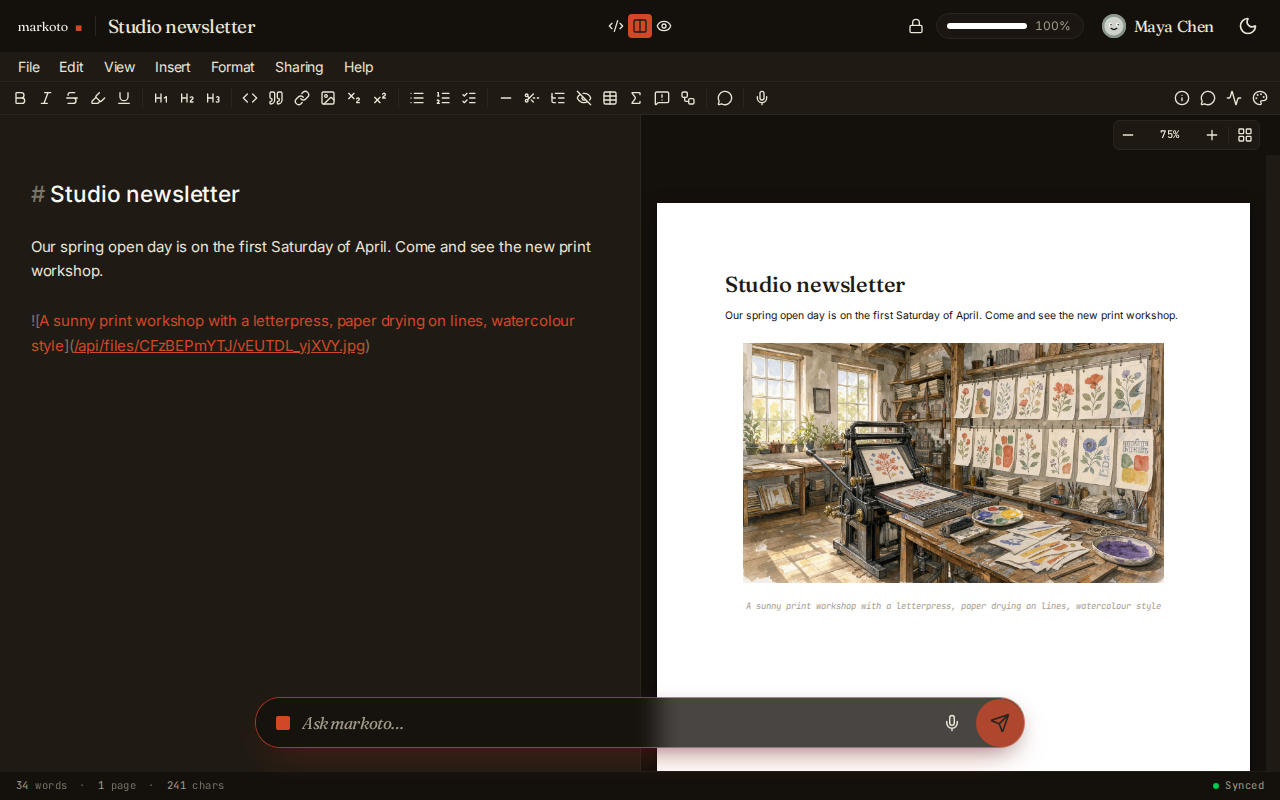 markoto
Studio newsletter
100%
Maya Chen
File Edit View Insert Format Sharing Help
H1 H2 H3
75%
# Studio newsletter
Our spring open day is on the first Saturday of April. Come and see the new print
workshop.
![A sunny print workshop with a letterpress, paper drying on lines, watercolour
style](/api/files/CFzBEPmYTJ/vEUTDL_yjXVY.jpg)
Studio newsletter
Our spring open day is on the first Saturday of April. Come and see the new print workshop.
A sunny print workshop with a letterpress, paper drying on lines, watercolour style
Ask markoto...
34 words · 1 page · 241 chars
Synced